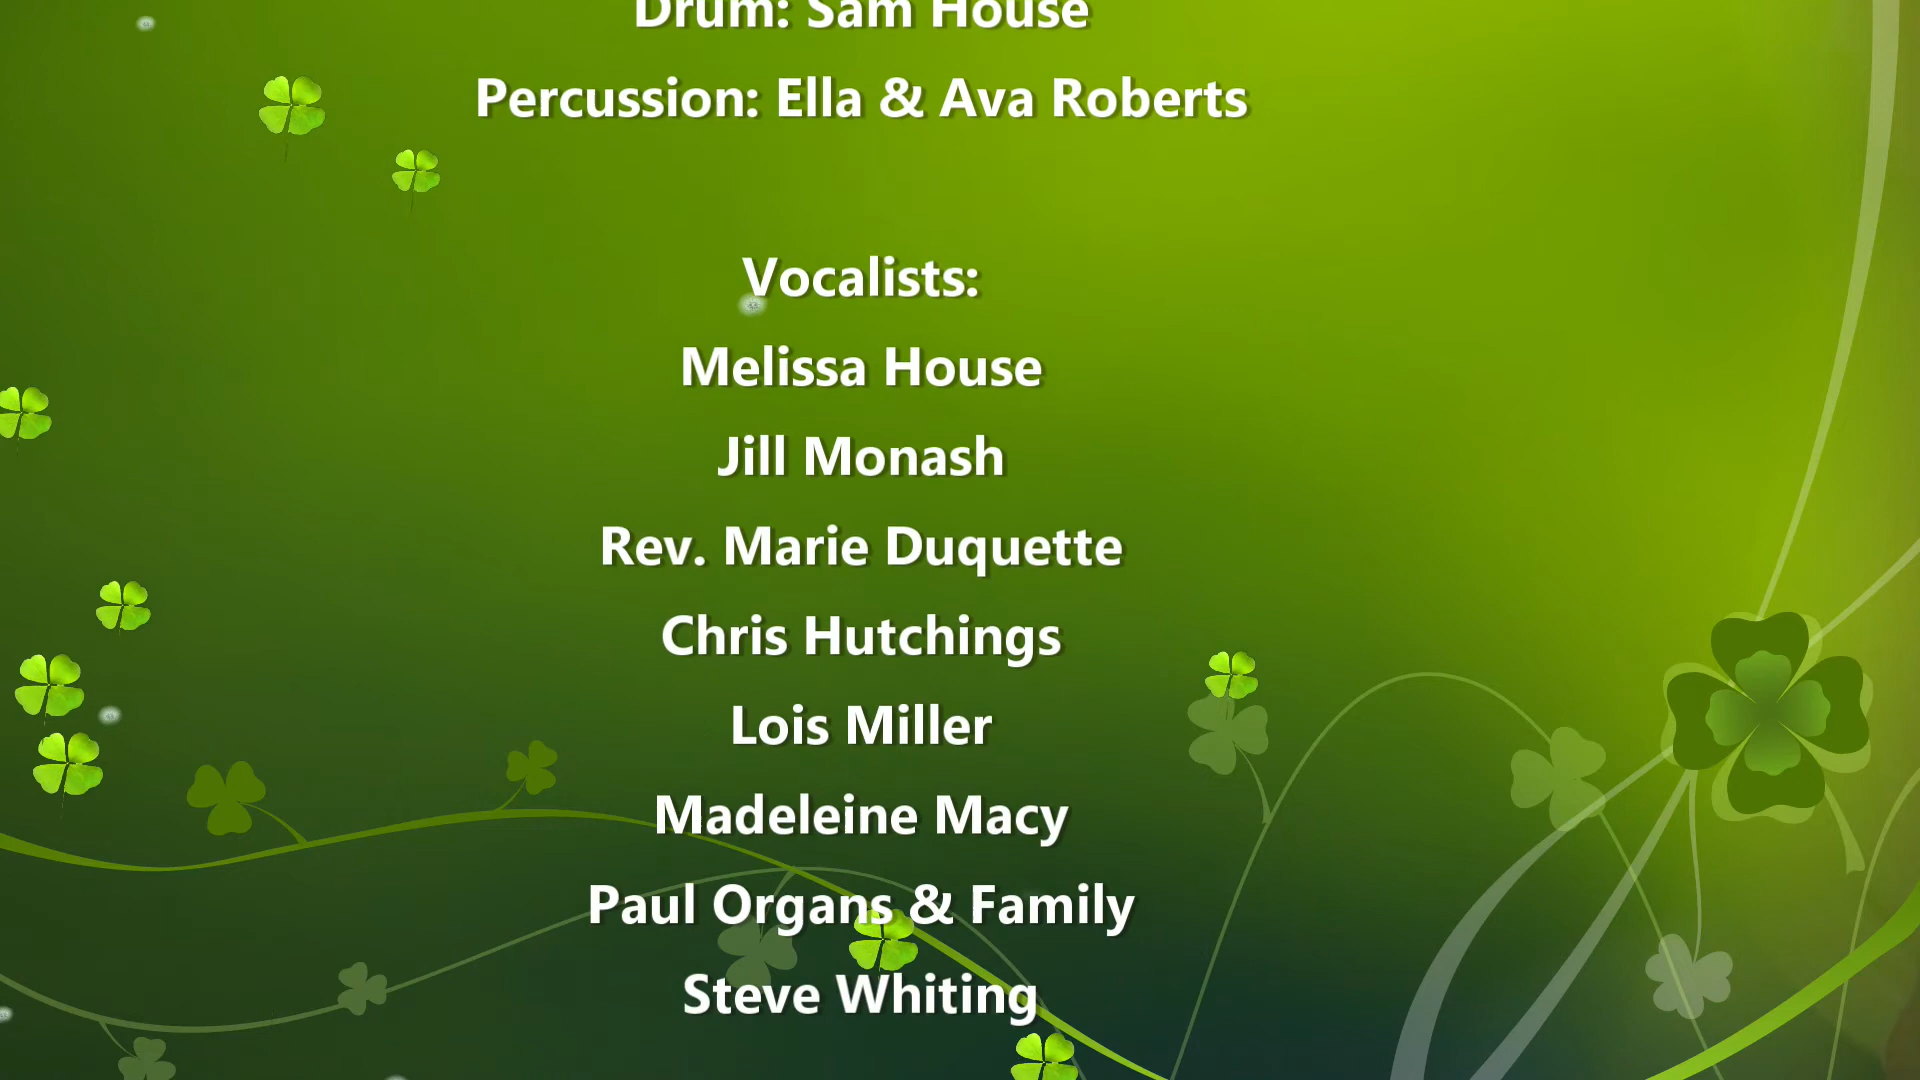 Drum: Sam House
Percussion: Ella & Ava Roberts
Vocalists:
Melissa House
Jill Monash
Rev. Marie Duquette
Chris Hutchings
Lois Miller
Madeleine Macy
Paul Organs & Family
Steve Whiting